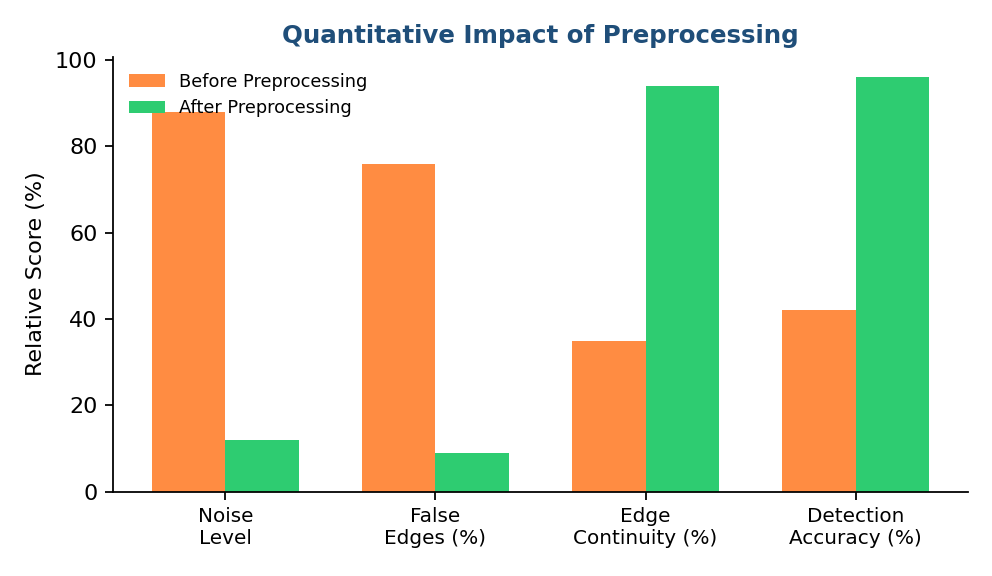 Quantitative Impact of Preprocessing
Before Preprocessing
After Preprocessing
Relative Score (%)
100
80
60
40
20
0
Noise
Level
False
Edges (%)
Edge
Continuity (%)
Detection
Accuracy (%)